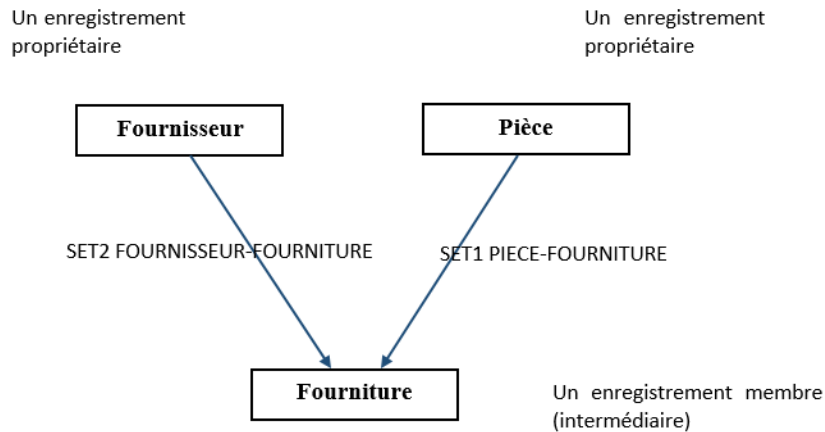 Un enregistrement
propriétaire
Un enregistrement
propriétaire
Fournisseur
Pièce
SET2 FOURNISSEUR-FOURNITURE
SET1 PIECE-FOURNITURE
Fourniture
Un enregistrement membre
(intermédiaire)